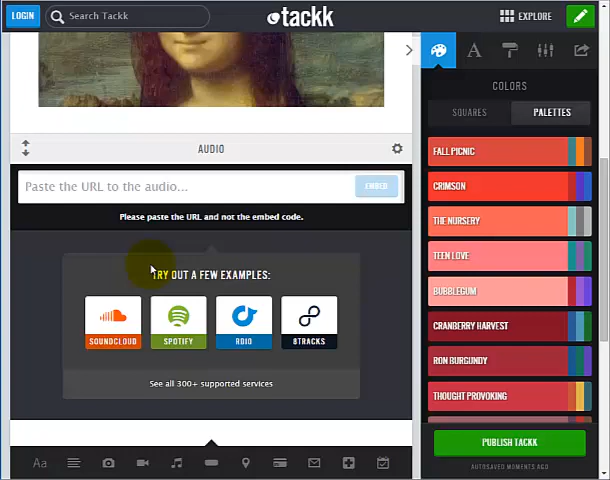 LOGIN
Search Tackk
tackk
EXPLORE
COLORS
SQUARES
PALETTES
AUDIO
Paste the URL to the audio...
EMBED
Please paste the URL and not the embed code.
TRY OUT A FEW EXAMPLES:
SOUNDCLOUD
SPOTIFY
RDIO
8TRACKS
See all 300+ supported services
FALL PICNIC
CRIMSON
THE NURSERY
TEEN LOVE
BUBBLEGUM
CRANBERRY HARVEST
RON BURGUNDY
THOUGHT PROVOKING
Aa
PUBLISH TACKK
AUTOSAVED MOMENTS AGO